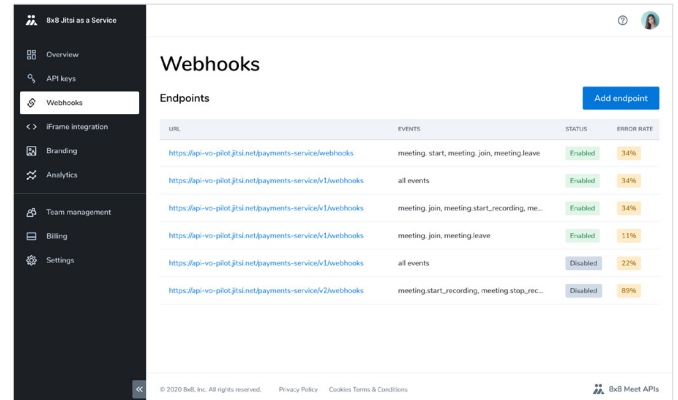 8x8 Jitsi as a Service
Overview
API keys
Webhooks
iFrame integration
Branding
Analytics
Team management
Billing
Settings
Webhooks
Endpoints
Add endpoint
URL EVENTS STATUS ERROR RATE
https://api-vo-pilot.jitsi.net/payments-service/webhooks meeting. start, meeting. join, meeting.leave Enabled 34%
https://api-vo-pilot.jitsi.net/payments-service/v1/webhooks all events Enabled 34%
https://api-vo-pilot.jitsi.net/payments-service/v1/webhooks meeting. join, meeting.start_recording, me... Enabled 34%
https://api-vo-pilot.jitsi.net/payments-service/v1/webhooks meeting. join, meeting.leave Enabled 11%
https://api-vo-pilot.jitsi.net/payments-service/v1/webhooks all events Disabled 22%
https://api-vo-pilot.jitsi.net/payments-service/v2/webhooks meeting.start_recording, meeting.stop_rec... Disabled 89%
© 2020 8x8, Inc. All rights reserved. Privacy Policy Cookies Terms & Conditions 8x8 Meet APIs